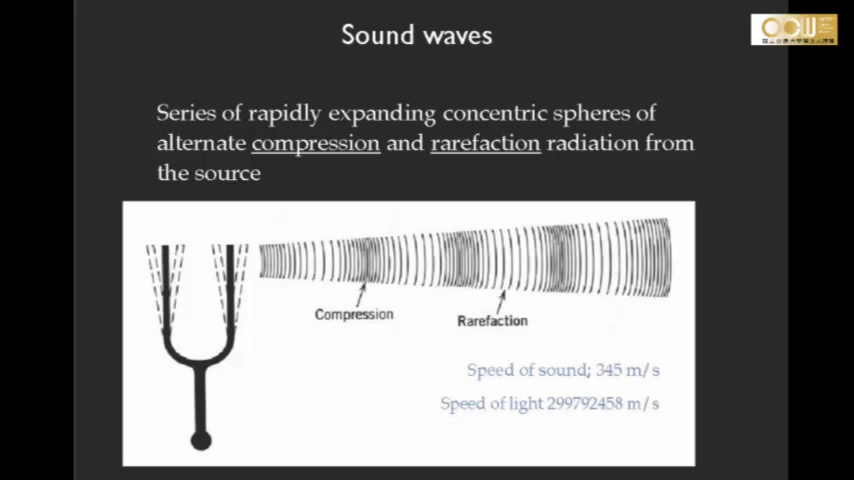 Sound waves
OCW
Series of rapidly expanding concentric spheres of
alternate compression and rarefaction radiation from
the source
Compression
Rarefaction
Speed of sound; 345 m/s
Speed of light 299792458 m/s